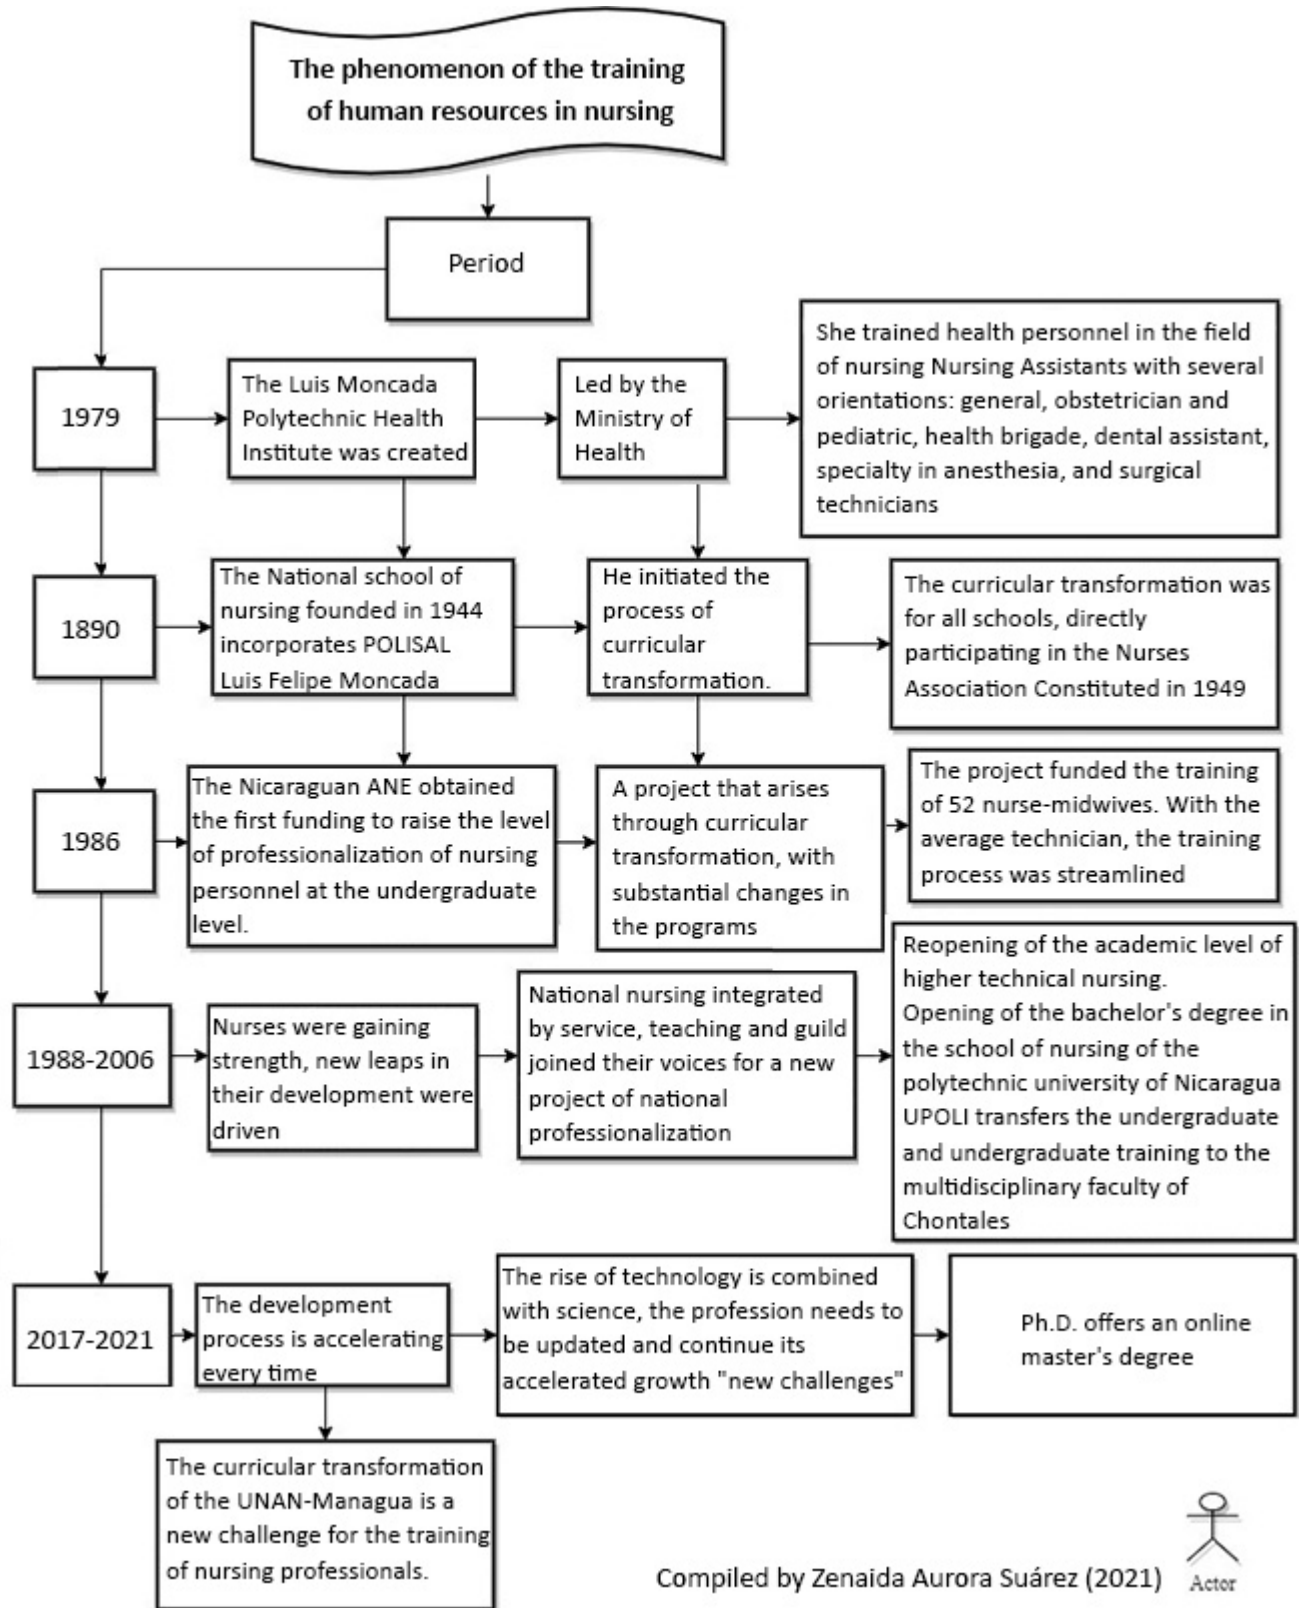 The phenomenon of the training
of human resources in nursing
Period
1979
The Luis Moncada
Polytechnic Health
Institute was created
Led by the
Ministry of
Health
She trained health personnel in the field
of nursing Nursing Assistants with several
orientations: general, obstetrician and
pediatric, health brigade, dental assistant,
specialty in anesthesia, and surgical
technicians
1890
The National school of
nursing founded in 1944
incorporates POLISAL
Luis Felipe Moncada
He initiated the
process of
curricular
transformation.
The curricular transformation was
for all schools, directly
participating in the Nurses
Association Constituted in 1949
1986
The Nicaraguan ANE obtained
the first funding to raise the level
of professionalization of nursing
personnel at the undergraduate
level.
A project that arises
through curricular
transformation, with
substantial changes in
the programs
The project funded the training
of 52 nurse-midwives. With the
average technician, the training
process was streamlined
1988-2006
Nurses were gaining
strength, new leaps in
their development were
driven
National nursing integrated
by service, teaching and guild
joined their voices for a new
project of national
professionalization
Reopening of the academic level of
higher technical nursing.
Opening of the bachelor's degree in
the school of nursing of the
polytechnic university of Nicaragua
UPOLI transfers the undergraduate
and undergraduate training to the
multidisciplinary faculty of
Chontales
2017-2021
The development
process is accelerating
every time
The rise of technology is combined
with science, the profession needs to
be updated and continue its
accelerated growth "new challenges"
Ph.D. offers an online
master's degree
The curricular transformation
of the UNAN-Managua is a
new challenge for the training
of nursing professionals.
Compiled by Zenaida Aurora Suárez (2021)
Actor